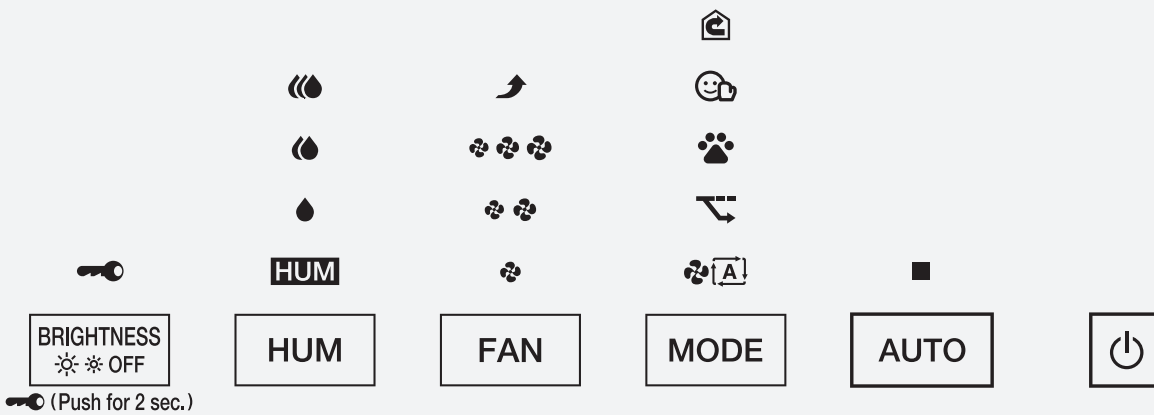 HUM
A
BRIGHTNESS
OFF
HUM
FAN
MODE
AUTO
(Push for 2 sec.)